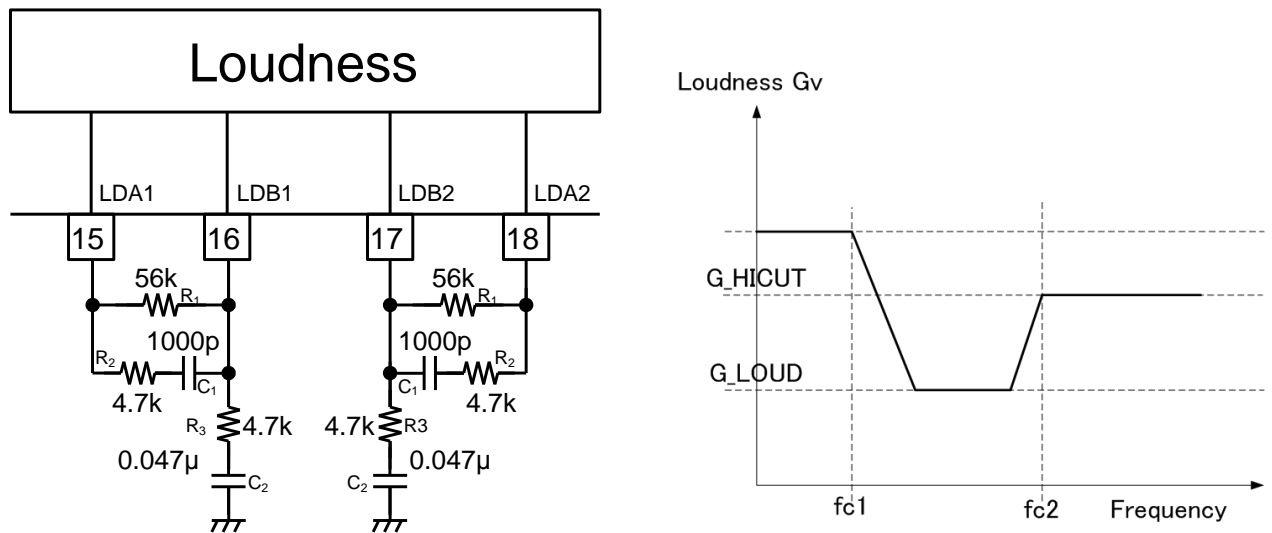 Loudness
LDA1 LDB1 LDB2 LDA2
15 16 17 18
56k 56k
R1 R1
1000p 1000p
R2 C1 C1 R2
4.7k 4.7k
R3 4.7k 4.7k R3
0.047μ 0.047μ
C2 C2
Loudness Gv
G_HICUT
G_LOUD
fc1 fc2 Frequency